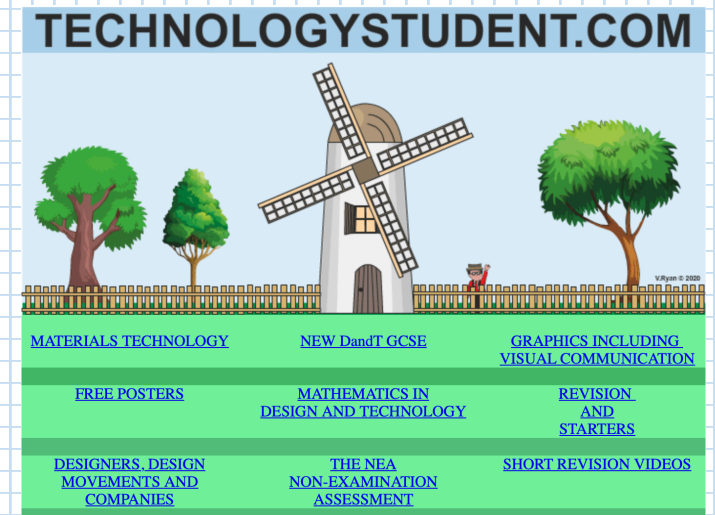 TECHNOLOGYSTUDENT.COM
V.Ryan © 2020
MATERIALS TECHNOLOGY
NEW DandT GCSE
GRAPHICS INCLUDING
VISUAL COMMUNICATION
FREE POSTERS
MATHEMATICS IN
DESIGN AND TECHNOLOGY
REVISION
AND
STARTERS
DESIGNERS, DESIGN
MOVEMENTS AND
COMPANIES
THE NEA
NON-EXAMINATION
ASSESSMENT
SHORT REVISION VIDEOS